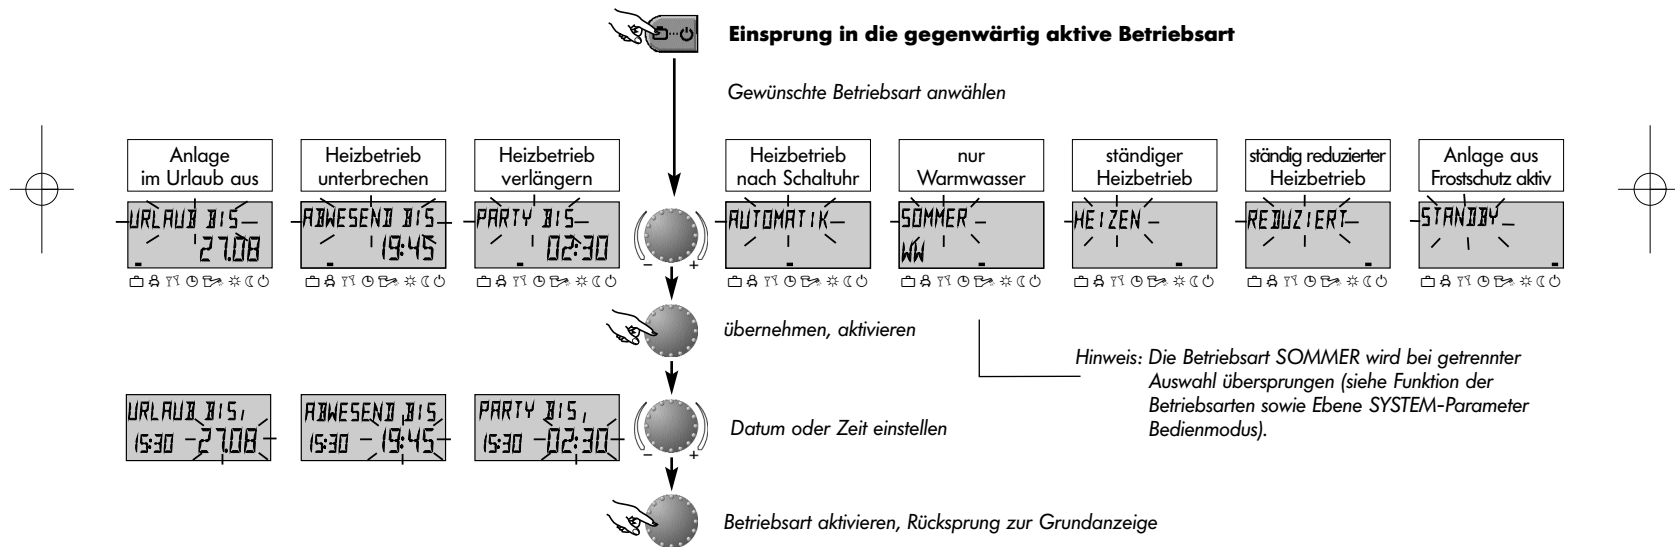 Einsprung in die gegenwärtig aktive Betriebsart
Gewünschte Betriebsart anwählen
Anlage
im Urlaub aus
Heizbetrieb
unterbrechen
Heizbetrieb
verlängern
Heizbetrieb
nach Schaltuhr
nur
Warmwasser
ständiger
Heizbetrieb
ständig reduzierter
Heizbetrieb
Anlage aus
Frostschutz aktiv
URLAUB BIS
27.08
ABWESEND BIS
19:45
PARTY BIS
02:30
- +
AUTOMATIK
SOMMER
WW
HEIZEN
REDUZIERT
STANDBY
übernehmen, aktivieren
Hinweis: Die Betriebsart SOMMER wird bei getrennter
Auswahl übersprungen (siehe Funktion der
Betriebsarten sowie Ebene SYSTEM-Parameter
Bedienmodus).
URLAUB BIS
15:30 27.08
ABWESEND BIS
15:30 19:45
PARTY BIS
15:30 02:30
- +
Datum oder Zeit einstellen
Betriebsart aktivieren, Rücksprung zur Grundanzeige